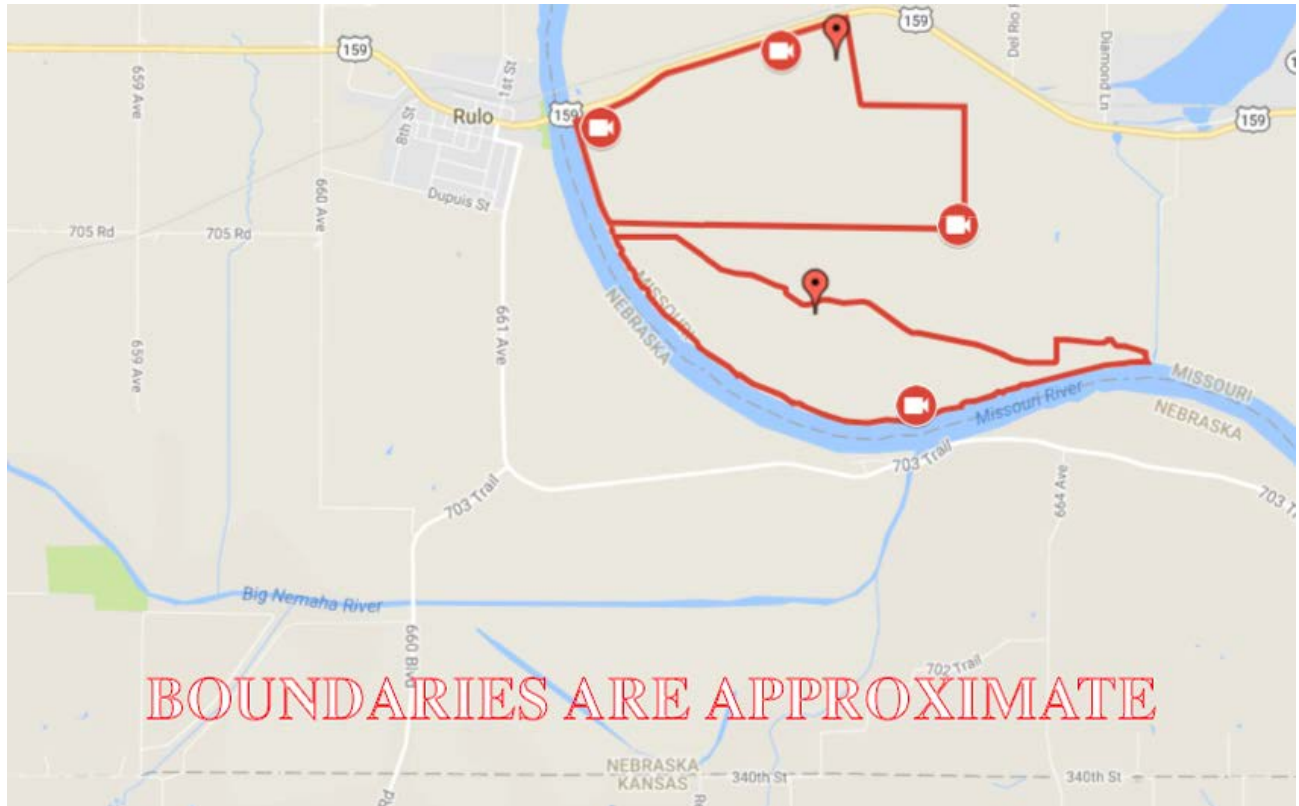 159
159
Del Rio
Diamond Ln
659 Ave
1st St
Rulo
159
159
8th St
660 Ave
Dupuis St
705 Rd
705 Rd
MISSOURI
NEBRASKA
661 Ave
659 Ave
MISSOURI
NEBRASKA
Missouri River
703 Trail
664 Ave
703 Trail
703
Big Nemaha River
660 Blvd
702 Trail
BOUNDARIES ARE APPROXIMATE
NEBRASKA
KANSAS
340th St
340th St
Rd
Rd